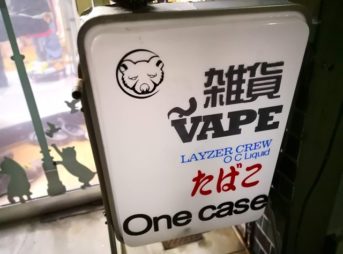 雑貨
VAPE
LAYZER CREW
O C Liquid
たばこ
One case